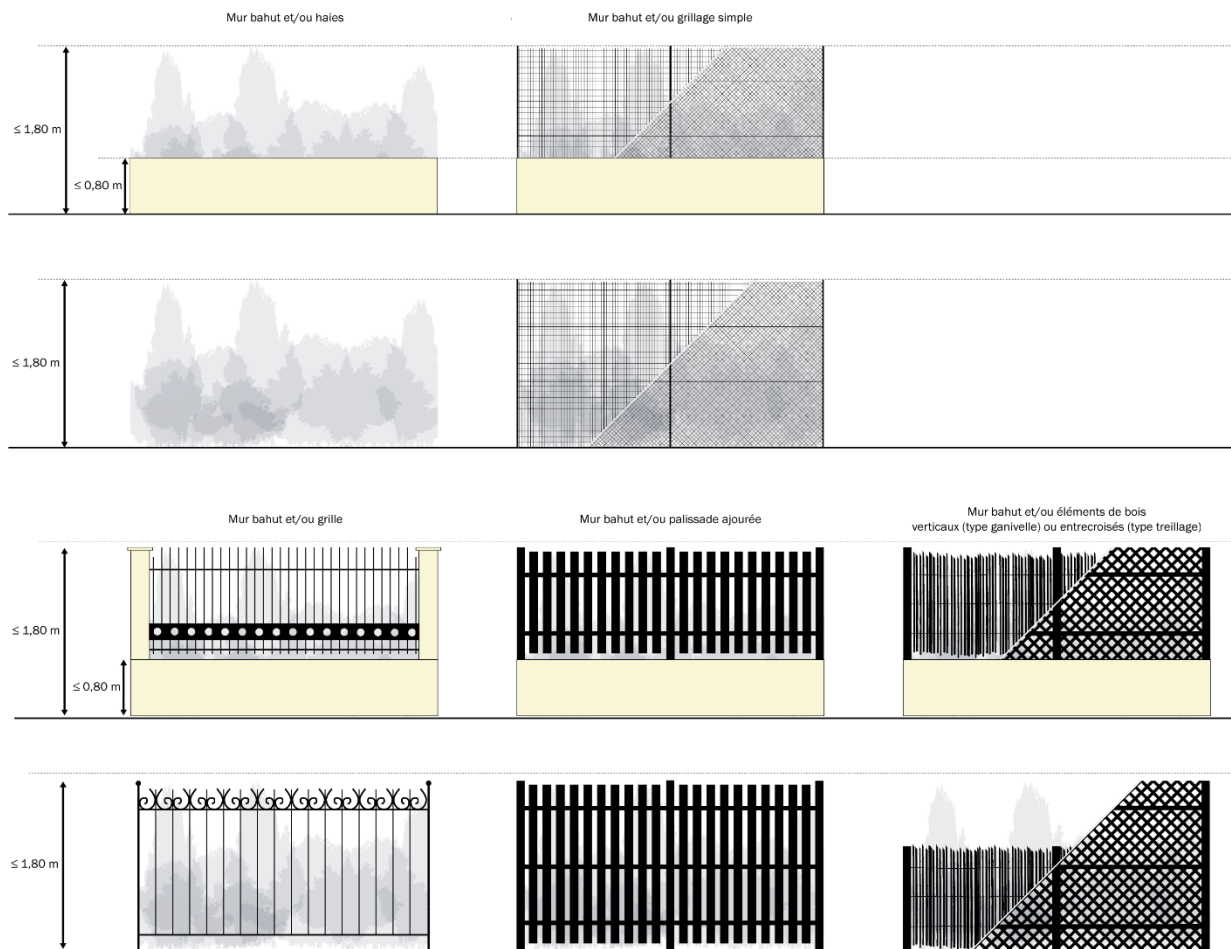 Mur bahut et/ou haies
Mur bahut et/ou grillage simple
≤ 1,80 m
≤ 0,80 m
≤ 1,80 m
Mur bahut et/ou grille
Mur bahut et/ou palissade ajourée
Mur bahut et/ou éléments de bois
verticaux (type ganivelle) ou entrecroisés (type treillage)
≤ 1,80 m
≤ 0,80 m
≤ 1,80 m